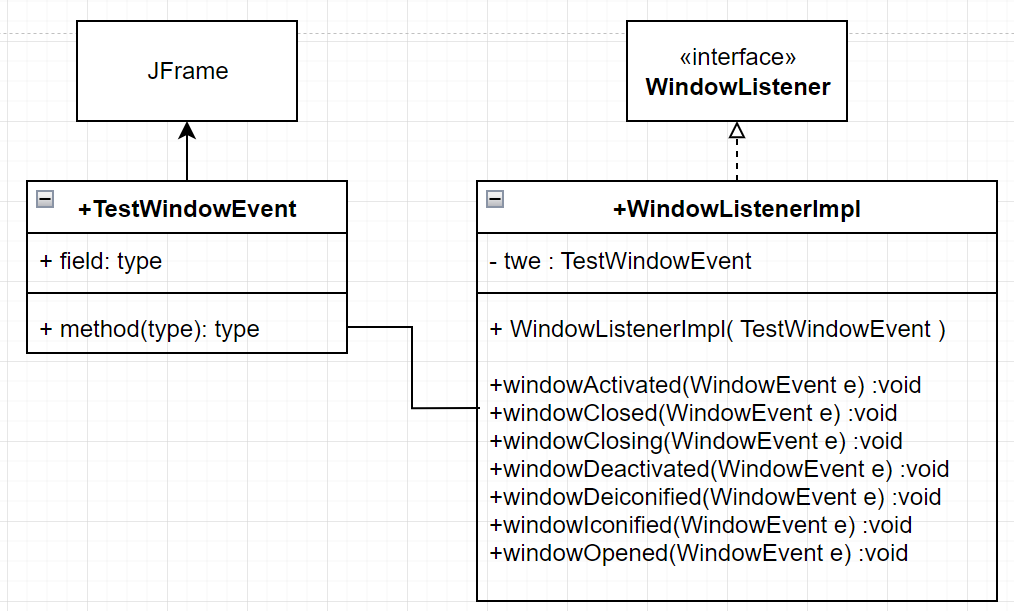 JFrame
«interface»
WindowListener
+TestWindowEvent
+ field: type
+ method(type): type
+WindowListenerImpl
- twe : TestWindowEvent
+ WindowListenerImpl( TestWindowEvent )
+windowActivated(WindowEvent e) :void
+windowClosed(WindowEvent e) :void
+windowClosing(WindowEvent e) :void
+windowDeactivated(WindowEvent e) :void
+windowDeiconified(WindowEvent e) :void
+windowIconified(WindowEvent e) :void
+windowOpened(WindowEvent e) :void